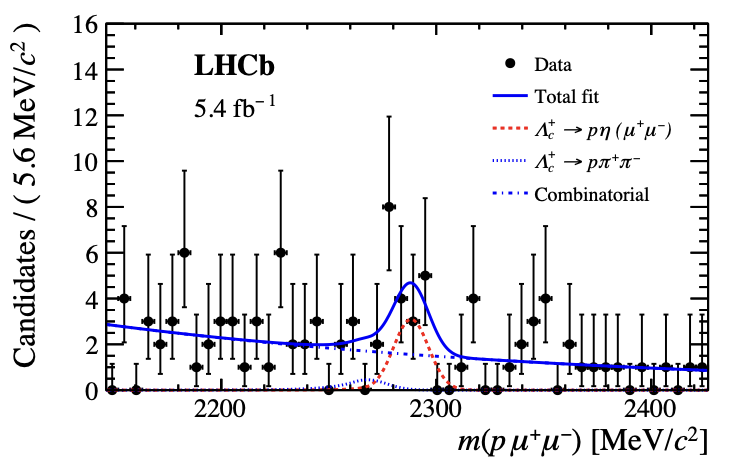 16
14
12
10
8
6
4
2
0
Candidates / ( 5.6 MeV/c² )
LHCb
5.4 fb⁻¹
Data
Total fit
Λc⁺ → pη (μ⁺μ⁻)
Λc⁺ → pπ⁺π⁻
Combinatorial
2200 2300 2400
m(p μ⁺μ⁻) [MeV/c²]